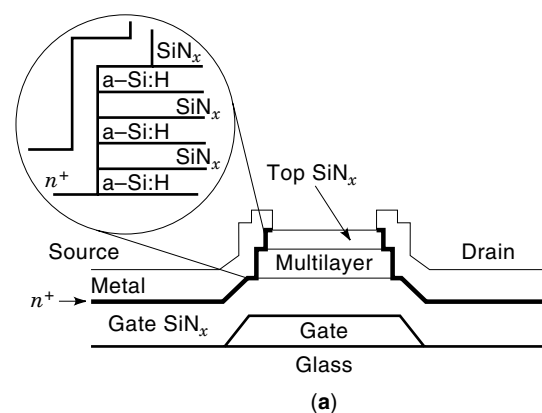 SiNₓ
a–Si:H
SiNₓ
a–Si:H
SiNₓ
n⁺ a–Si:H
Top SiNₓ
Source Drain
Multilayer
Metal
n⁺
Gate SiNₓ Gate
Glass
(a)